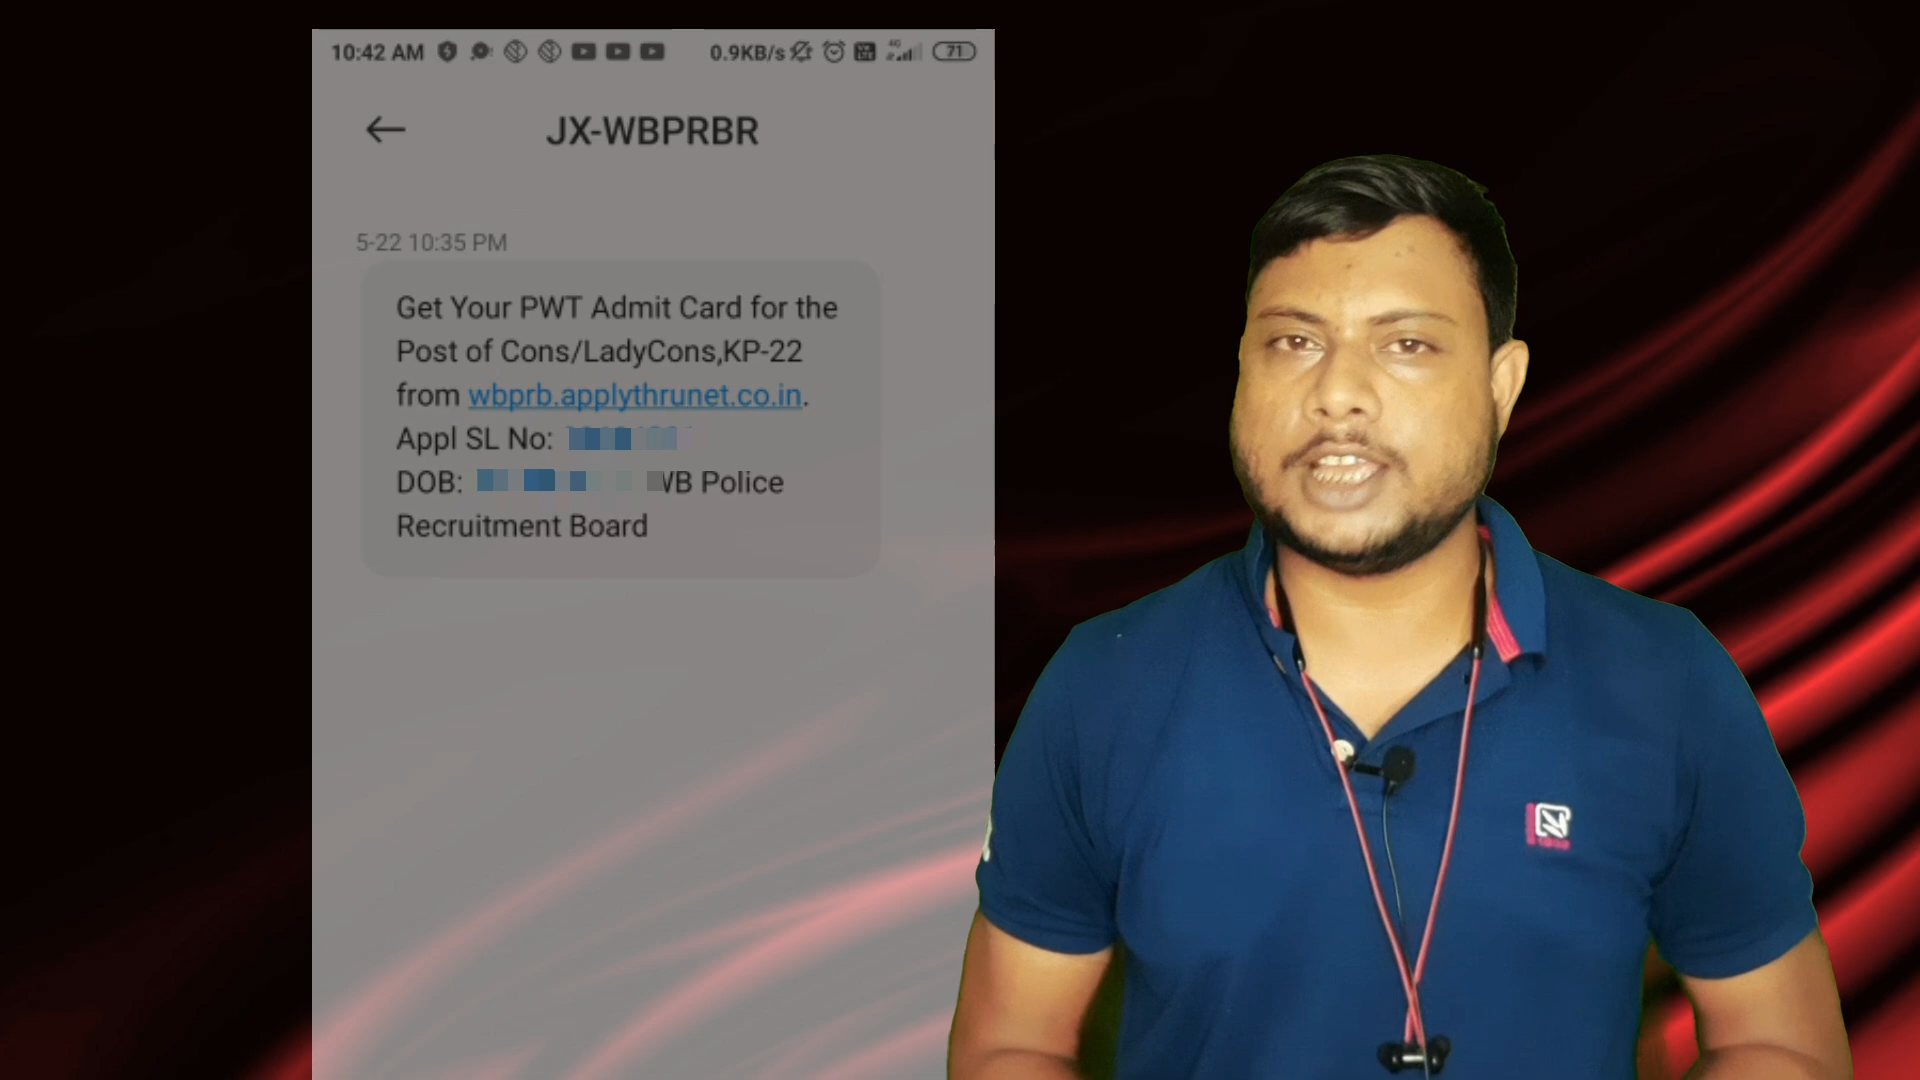 10:42 AM 0.9KB/s 4G 71
JX-WBPRBR
5-22 10:35 PM
Get Your PWT Admit Card for the
Post of Cons/LadyCons,KP-22
from wbprb.applythrunet.co.in.
Appl SL No:
DOB: WB Police
Recruitment Board